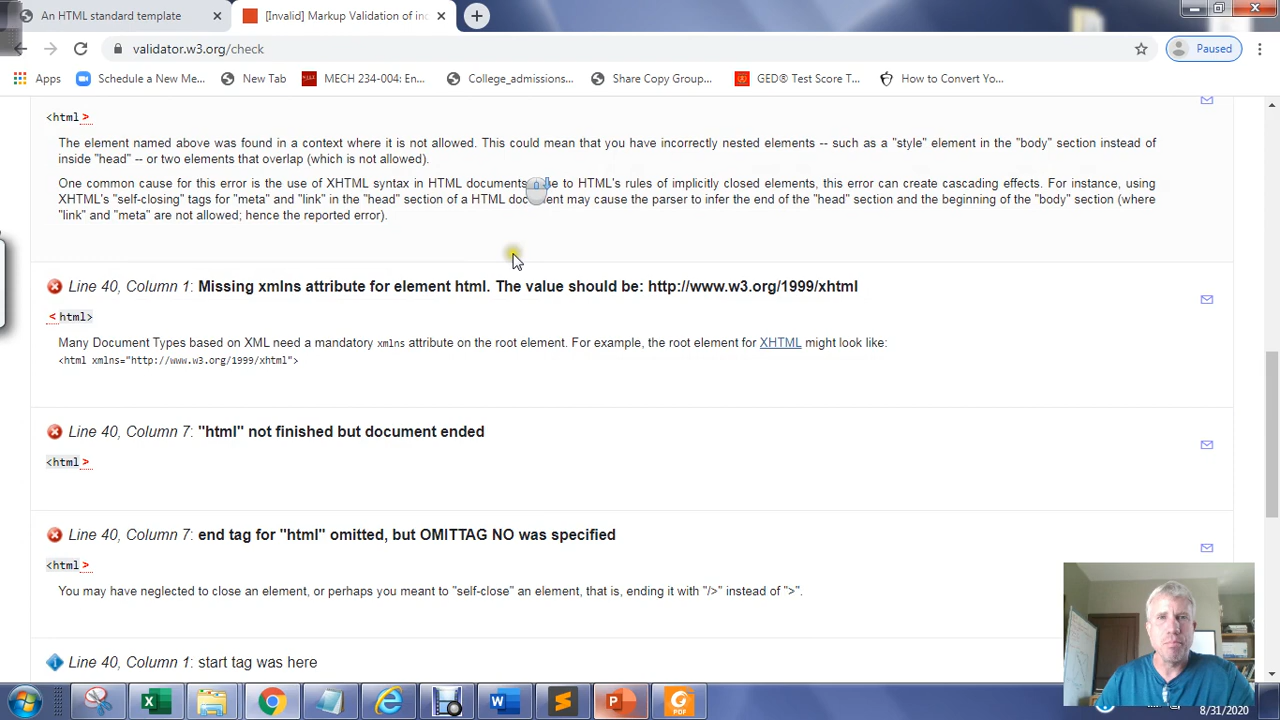 An HTML standard template
[Invalid] Markup Validation of in
validator.w3.org/check
Paused
Apps
Schedule a New Me...
New Tab
MECH 234-004: En...
College_admissions...
Share Copy Group...
GED® Test Score T...
How to Convert Yo...
<html>
The element named above was found in a context where it is not allowed. This could mean that you have incorrectly nested elements -- such as a "style" element in the "body" section instead of
inside "head" -- or two elements that overlap (which is not allowed).
One common cause for this error is the use of XHTML syntax in HTML documents. to HTML's rules of implicitly closed elements, this error can create cascading effects. For instance, using
XHTML's "self-closing" tags for "meta" and "link" in the "head" section of a HTML document may cause the parser to infer the end of the "head" section and the beginning of the "body" section (where
"link" and "meta" are not allowed; hence the reported error).
Line 40, Column 1: Missing xmlns attribute for element html. The value should be: http://www.w3.org/1999/xhtml
<html>
Many Document Types based on XML need a mandatory xmlns attribute on the root element. For example, the root element for XHTML might look like:
<html xmlns="http://www.w3.org/1999/xhtml">
Line 40, Column 7: "html" not finished but document ended
<html>
Line 40, Column 7: end tag for "html" omitted, but OMITTAG NO was specified
<html>
You may have neglected to close an element, or perhaps you meant to "self-close" an element, that is, ending it with "/>" instead of ">".
Line 40, Column 1: start tag was here
8/31/2020